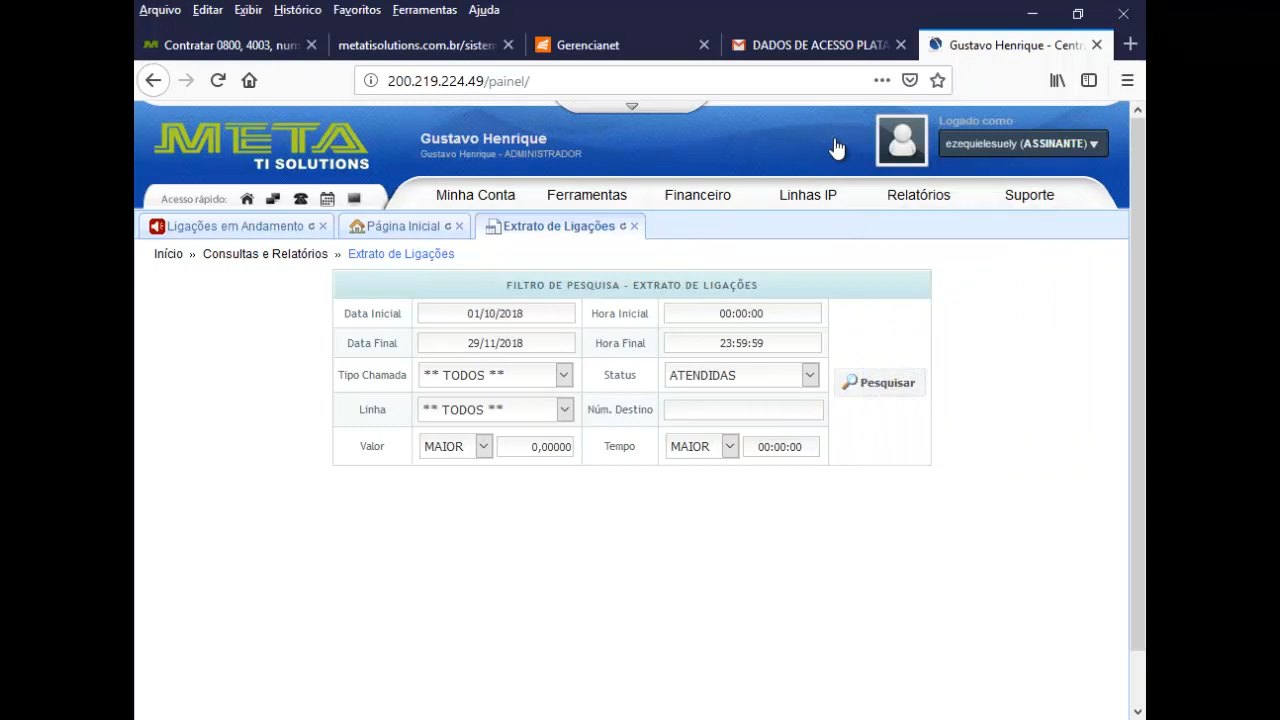 Arquivo Editar Exibir Histórico Favoritos Ferramentas Ajuda
Contratar 0800, 4003, num
metatisolutions.com.br/sistem
Gerencianet
DADOS DE ACESSO PLATA
Gustavo Henrique - Centr
200.219.224.49/painel/
META
TI SOLUTIONS
Gustavo Henrique
Gustavo Henrique - ADMINISTRADOR
Logado como
ezequielesuely (ASSINANTE)
Acesso rápido:
Minha Conta Ferramentas Financeiro Linhas IP Relatórios Suporte
Ligações em Andamento
Página Inicial
Extrato de Ligações
Início » Consultas e Relatórios » Extrato de Ligações
FILTRO DE PESQUISA - EXTRATO DE LIGAÇÕES
Data Inicial 01/10/2018 Hora Inicial 00:00:00
Data Final 29/11/2018 Hora Final 23:59:59
Tipo Chamada ** TODOS ** Status ATENDIDAS
Pesquisar
Linha ** TODOS ** Núm. Destino
Valor MAIOR 0,00000 Tempo MAIOR 00:00:00